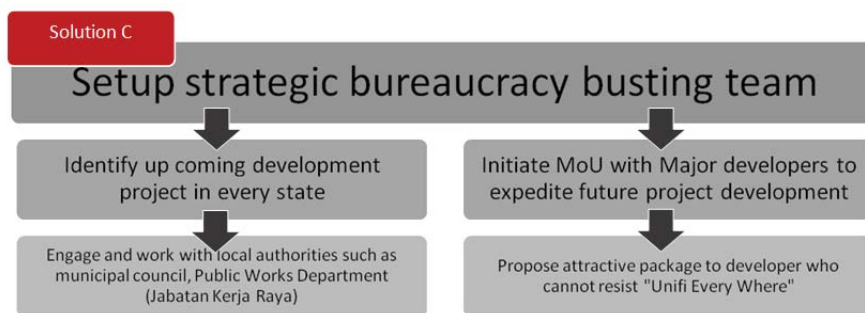 Solution C
Setup strategic bureaucracy busting team
Identify up coming development
project in every state
Initiate MoU with Major developers to
expedite future project development
Engage and work with local authorities such as
municipal council, Public Works Department
(Jabatan Kerja Raya)
Propose attractive package to developer who
cannot resist "Unifi Every Where"